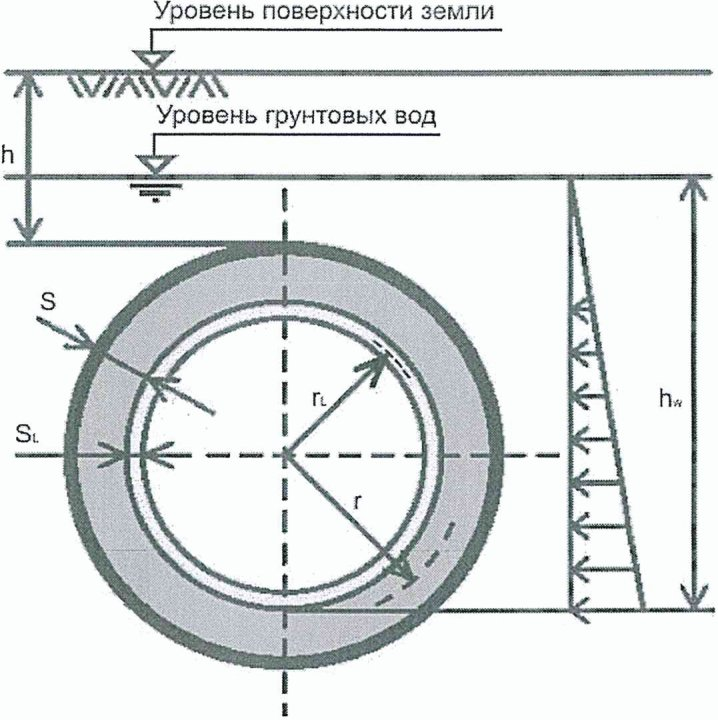 Уровень поверхности земли
Уровень грунтовых вод
h
S
rL
hw
SL
r